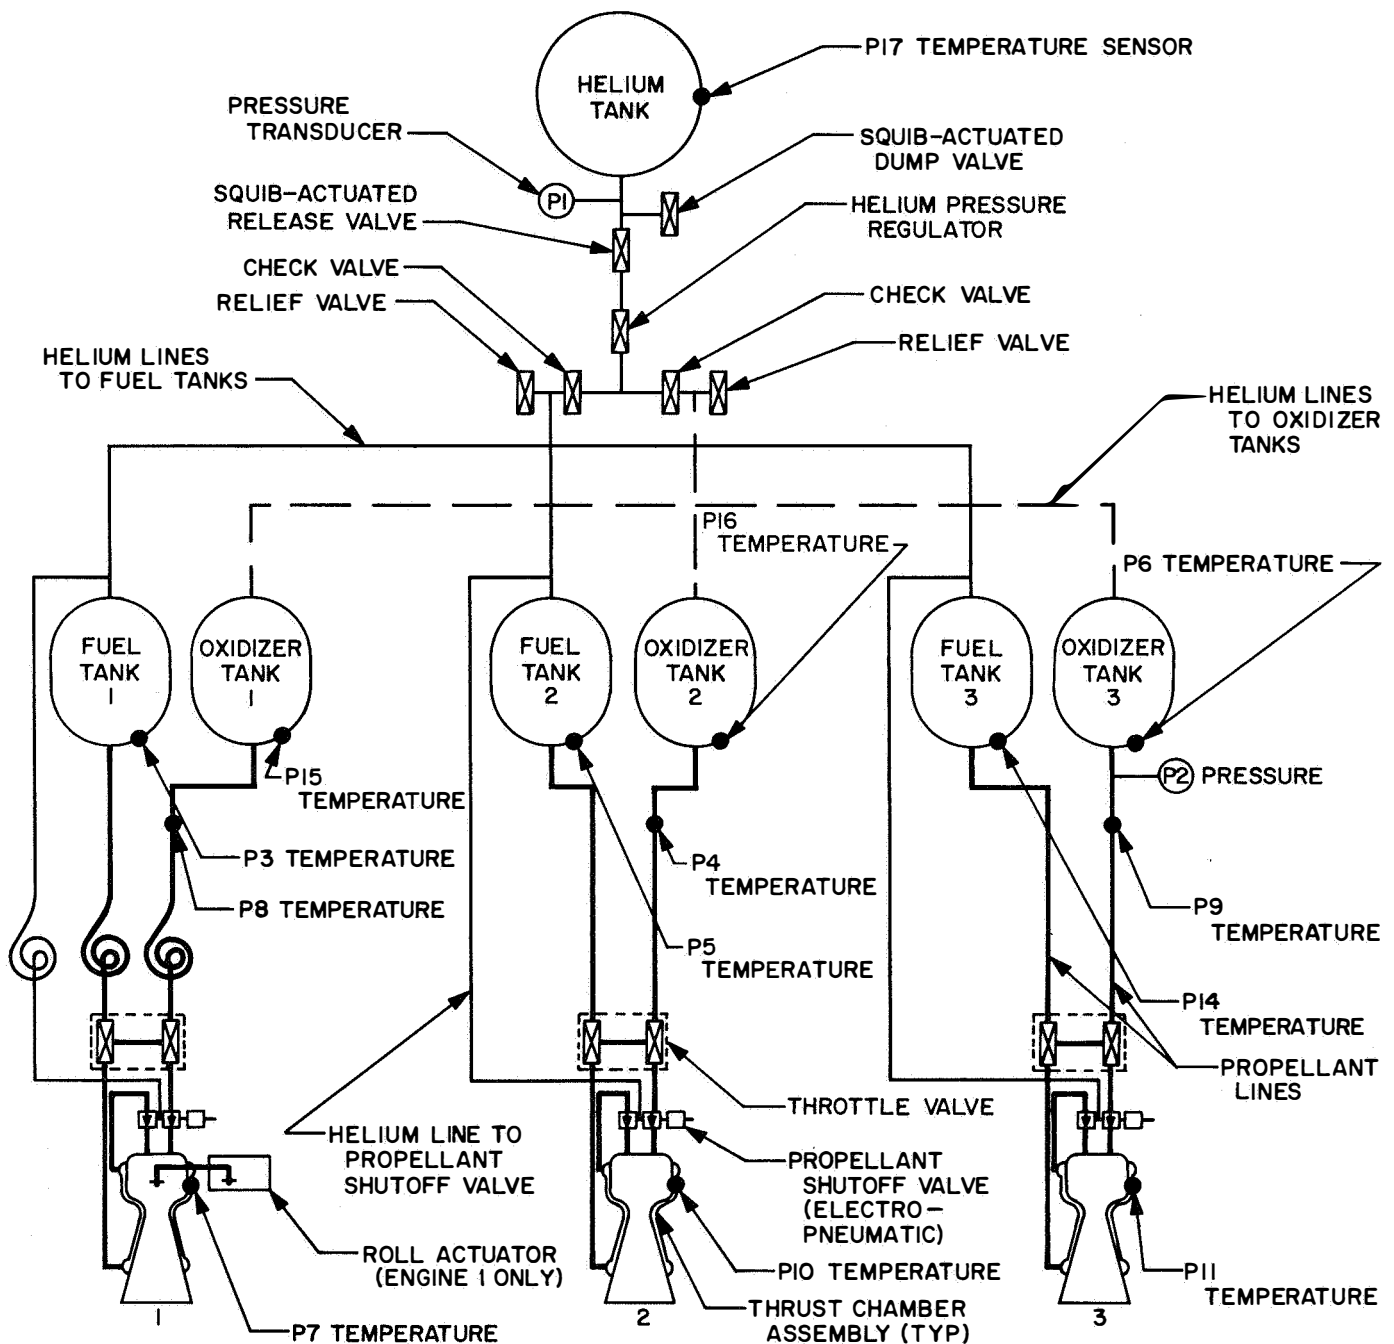 P17 TEMPERATURE SENSOR
HELIUM
TANK
PRESSURE
TRANSDUCER
SQUIB-ACTUATED
DUMP VALVE
P1
SQUIB-ACTUATED
RELEASE VALVE
HELIUM PRESSURE
REGULATOR
CHECK VALVE
RELIEF VALVE
CHECK VALVE
RELIEF VALVE
HELIUM LINES
TO FUEL TANKS
HELIUM LINES
TO OXIDIZER
TANKS
P16
TEMPERATURE
P6 TEMPERATURE
FUEL
TANK
1
OXIDIZER
TANK
1
FUEL
TANK
2
OXIDIZER
TANK
2
FUEL
TANK
3
OXIDIZER
TANK
3
P15
TEMPERATURE
P2 PRESSURE
P3 TEMPERATURE
P8 TEMPERATURE
P4
TEMPERATURE
P5
TEMPERATURE
P9
TEMPERATURE
P14
TEMPERATURE
PROPELLANT
LINES
THROTTLE VALVE
HELIUM LINE TO
PROPELLANT
SHUTOFF VALVE
PROPELLANT
SHUTOFF VALVE
(ELECTRO-
PNEUMATIC)
ROLL ACTUATOR
(ENGINE 1 ONLY)
P10 TEMPERATURE
P11
TEMPERATURE
THRUST CHAMBER
ASSEMBLY (TYP)
P7 TEMPERATURE
1
2
3